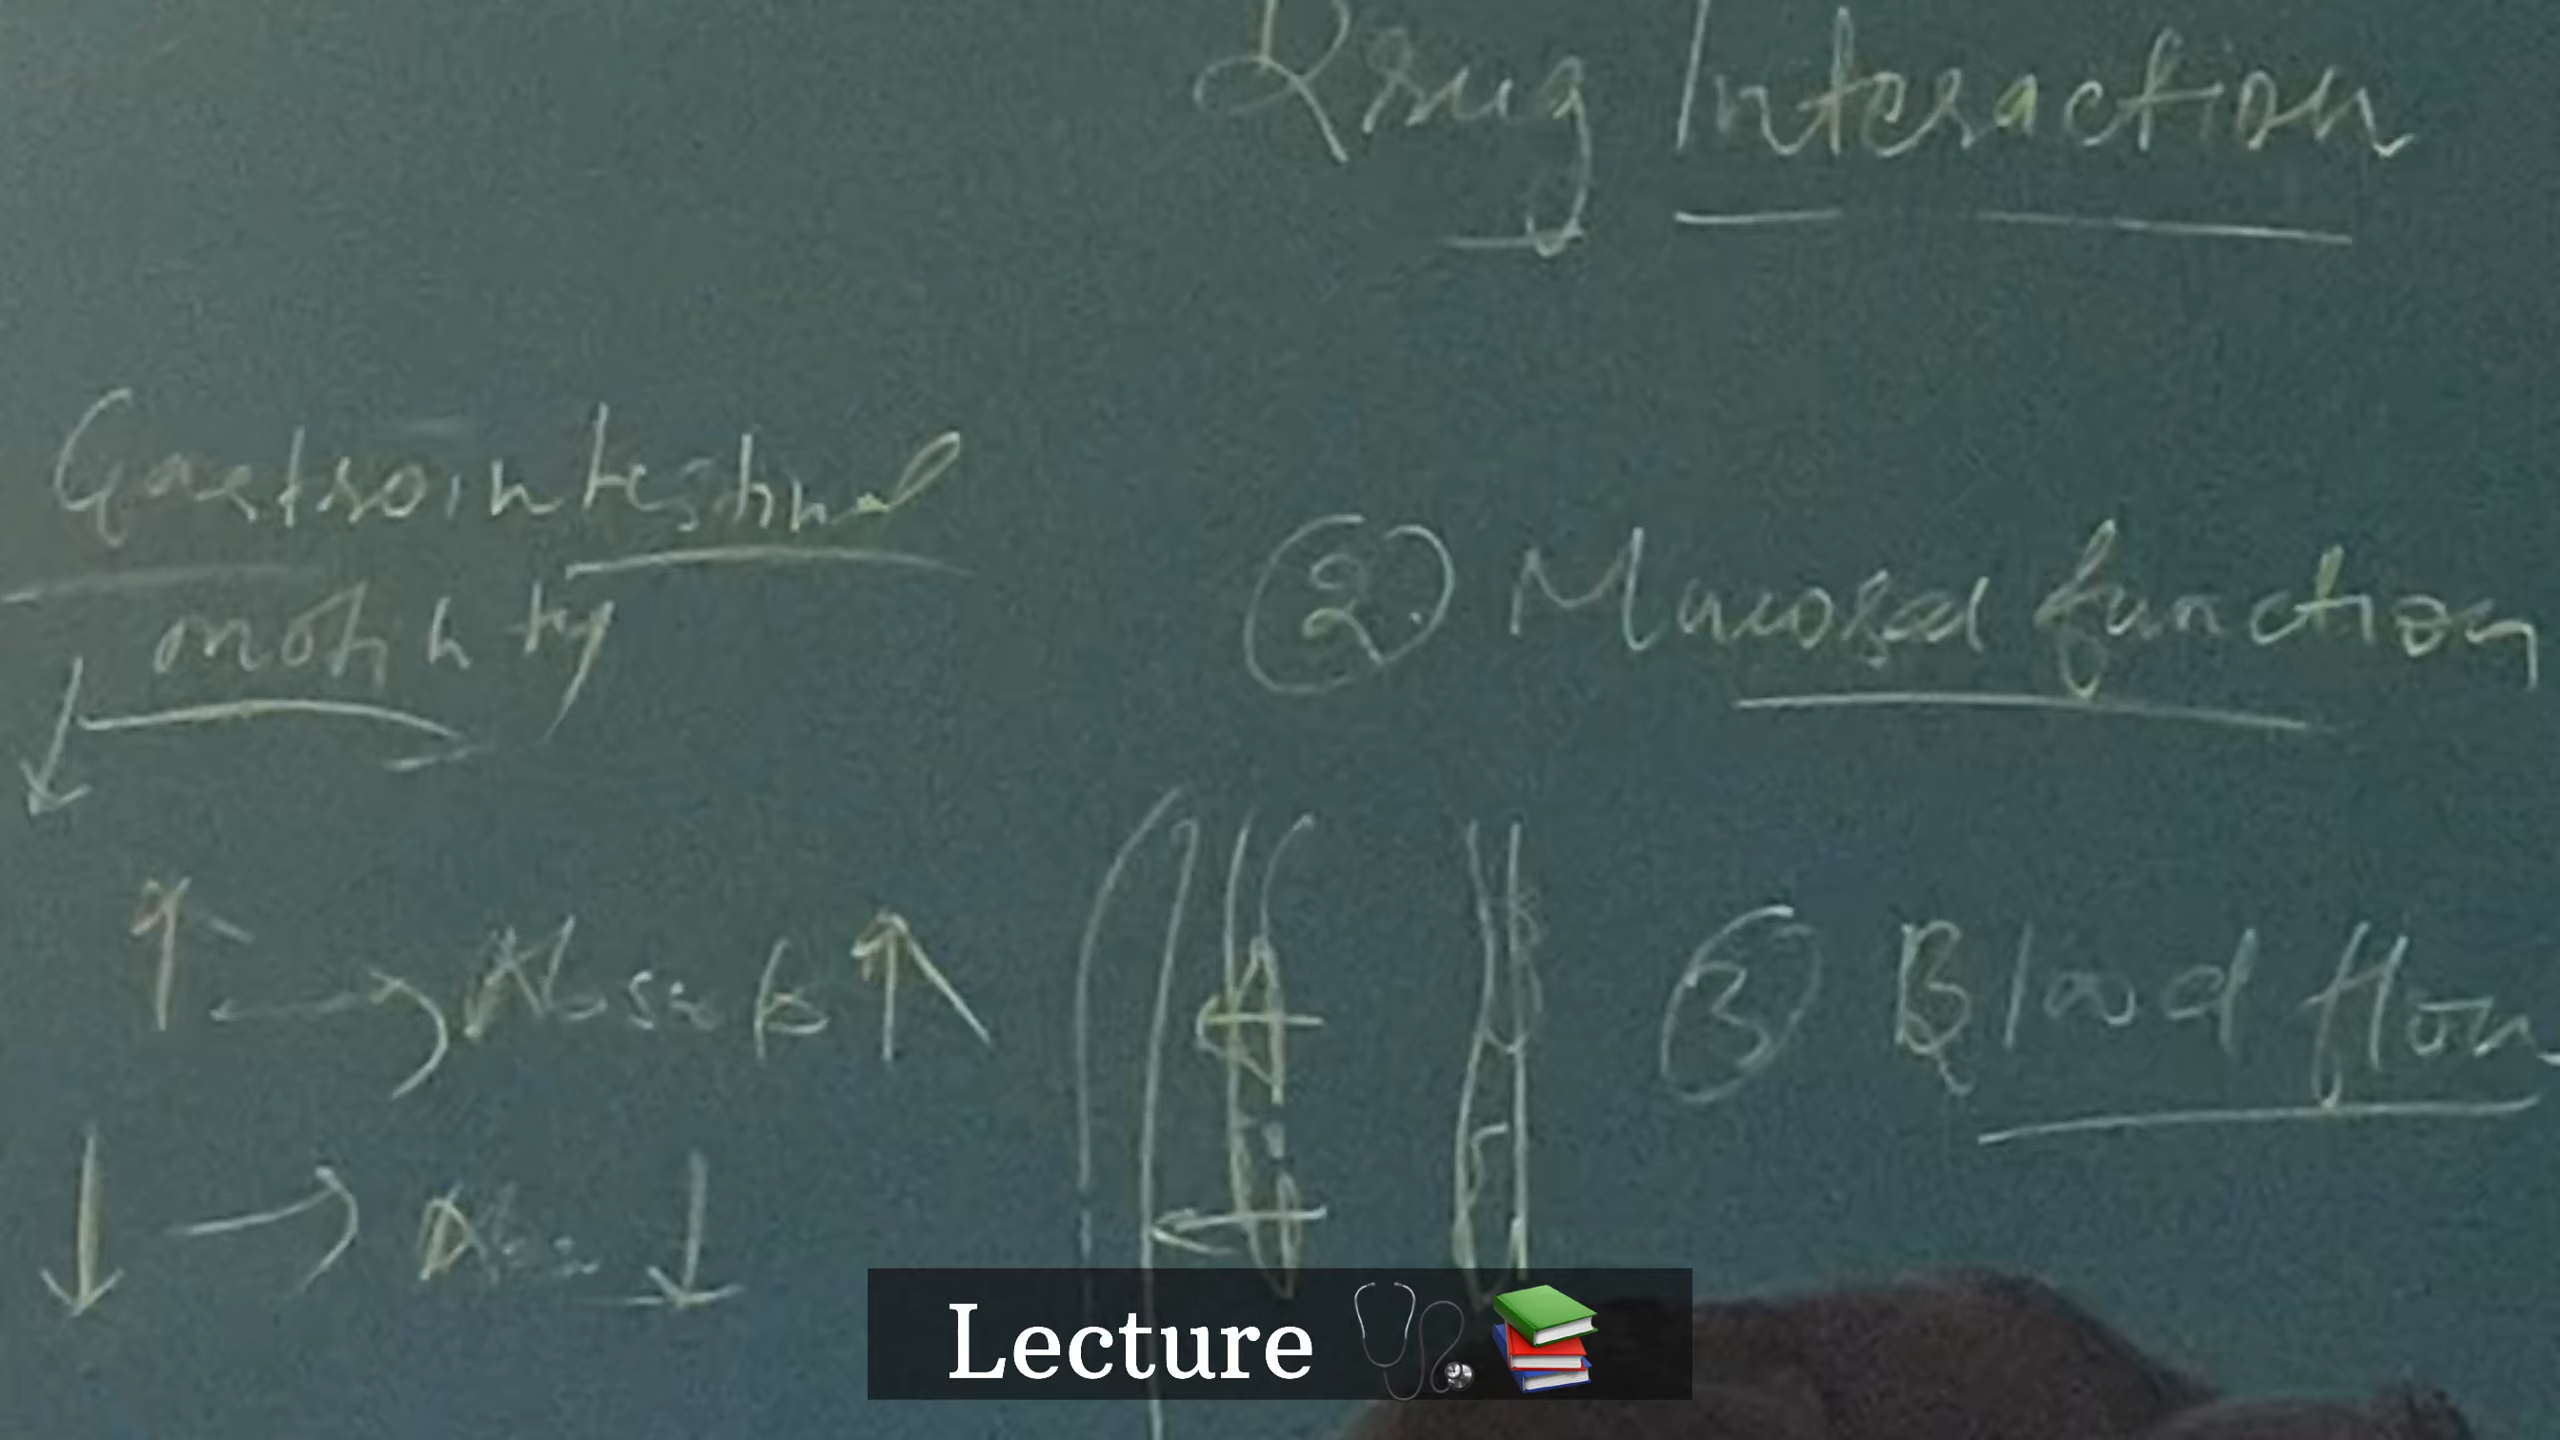 Drug Interaction
Gastrointestinal
motility
② Mucosal function
↑ → Absorb ↑
③ Blood flow
↓ → Abs ↓
Lecture 🩺📚